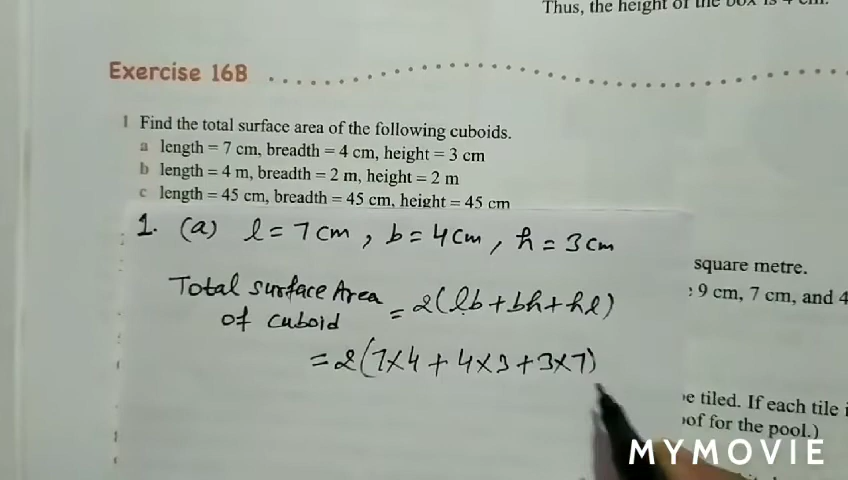 Thus, the height of the box is 4 cm.
Exercise 16B
1 Find the total surface area of the following cuboids.
a length = 7 cm, breadth = 4 cm, height = 3 cm
b length = 4 m, breadth = 2 m, height = 2 m
c length = 45 cm, breadth = 45 cm, height = 45 cm
1. (a) l = 7 cm, b = 4 cm, h = 3 cm
square metre.
: 9 cm, 7 cm, and 4
Total surface Area
of cuboid = 2(lb + bh + hl)
= 2(7×4 + 4×3 + 3×7)
e tiled. If each tile i
of for the pool.)
MYMOVIE